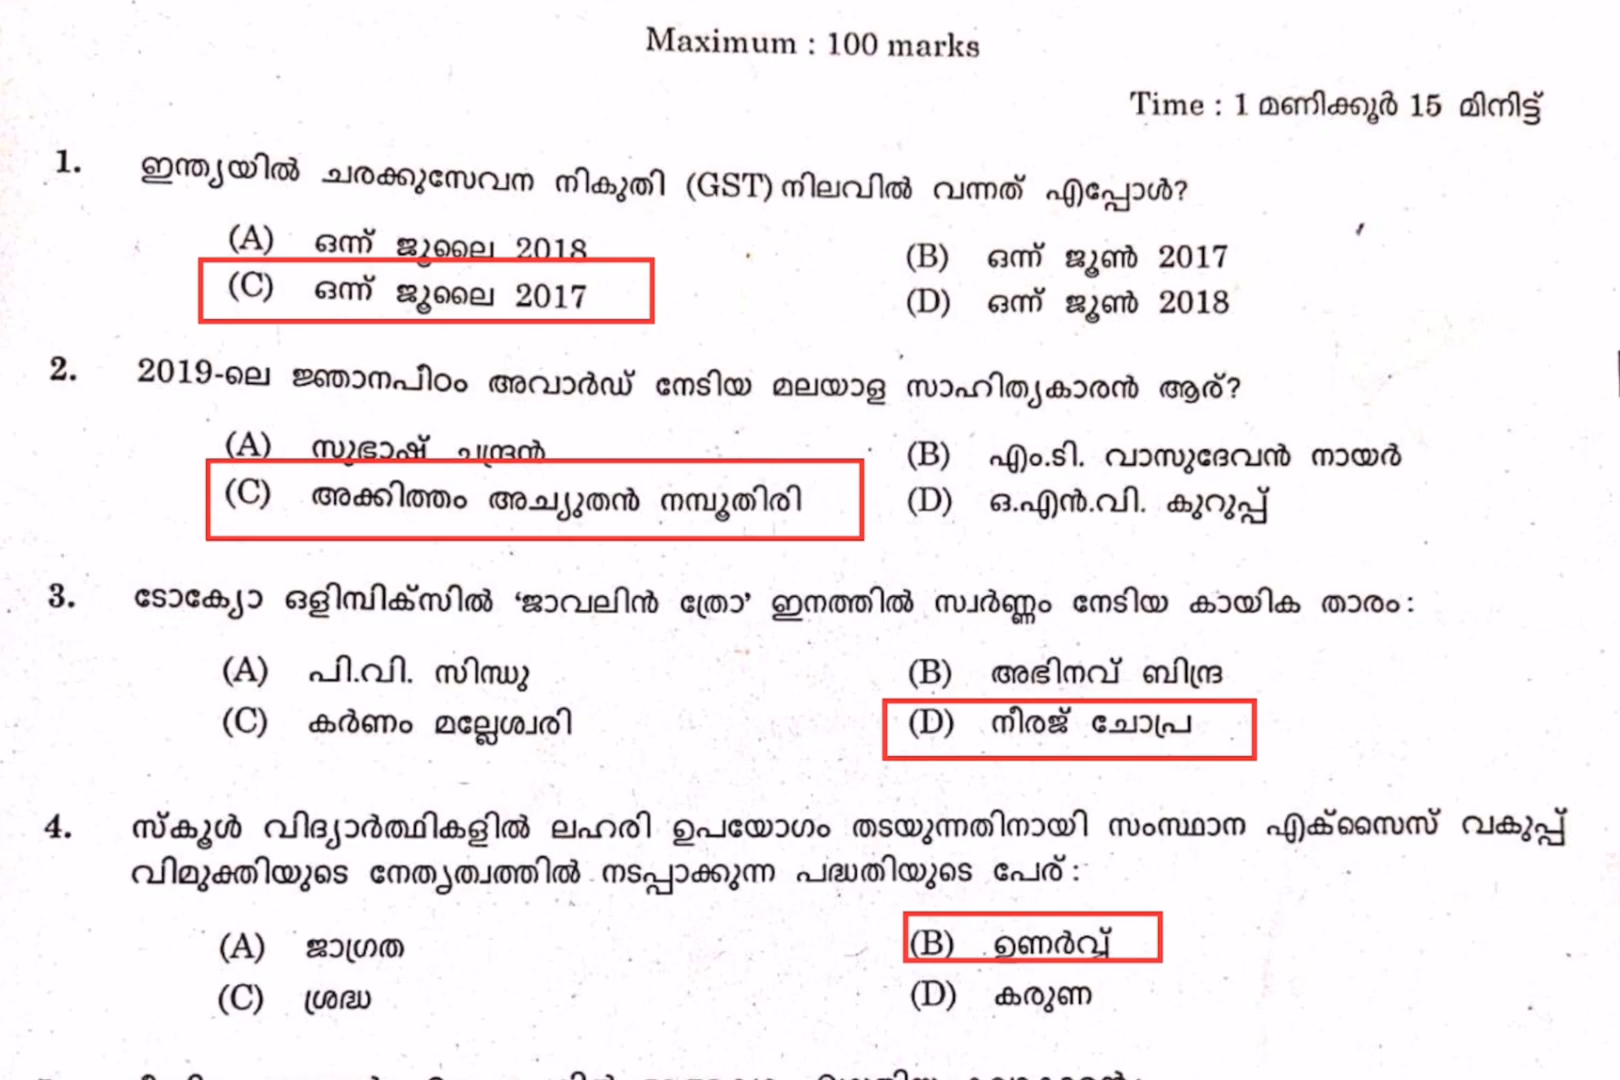 Maximum : 100 marks
Time : 1 മണിക്കൂർ 15 മിനിട്ട്
1. ഇന്ത്യയിൽ ചരക്കുസേവന നികുതി (GST) നിലവിൽ വന്നത് എപ്പോൾ?
(A) ഒന്ന് ജൂലൈ 2018 (B) ഒന്ന് ജൂൺ 2017
(C) ഒന്ന് ജൂലൈ 2017 (D) ഒന്ന് ജൂൺ 2018
2. 2019-ലെ ജ്ഞാനപീഠം അവാർഡ് നേടിയ മലയാള സാഹിത്യകാരൻ ആര്?
(A) സുഭാഷ് ചന്ദ്രൻ (B) എം.ടി. വാസുദേവൻ നായർ
(C) അക്കിത്തം അച്യുതൻ നമ്പൂതിരി (D) ഒ.എൻ.വി. കുറുപ്പ്
3. ടോക്യോ ഒളിമ്പിക്സിൽ ‘ജാവലിൻ ത്രോ’ ഇനത്തിൽ സ്വർണ്ണം നേടിയ കായിക താരം :
(A) പി.വി. സിന്ധു (B) അഭിനവ് ബിന്ദ്ര
(C) കർണം മല്ലേശ്വരി (D) നീരജ് ചോപ്ര
4. സ്കൂൾ വിദ്യാർത്ഥികളിൽ ലഹരി ഉപയോഗം തടയുന്നതിനായി സംസ്ഥാന എക്സൈസ് വകുപ്പ്
വിമുക്തിയുടെ നേതൃത്വത്തിൽ നടപ്പാക്കുന്ന പദ്ധതിയുടെ പേര് :
(A) ജാഗ്രത (B) ഉണർവ്വ്
(C) ശ്രദ്ധ (D) കരുണ